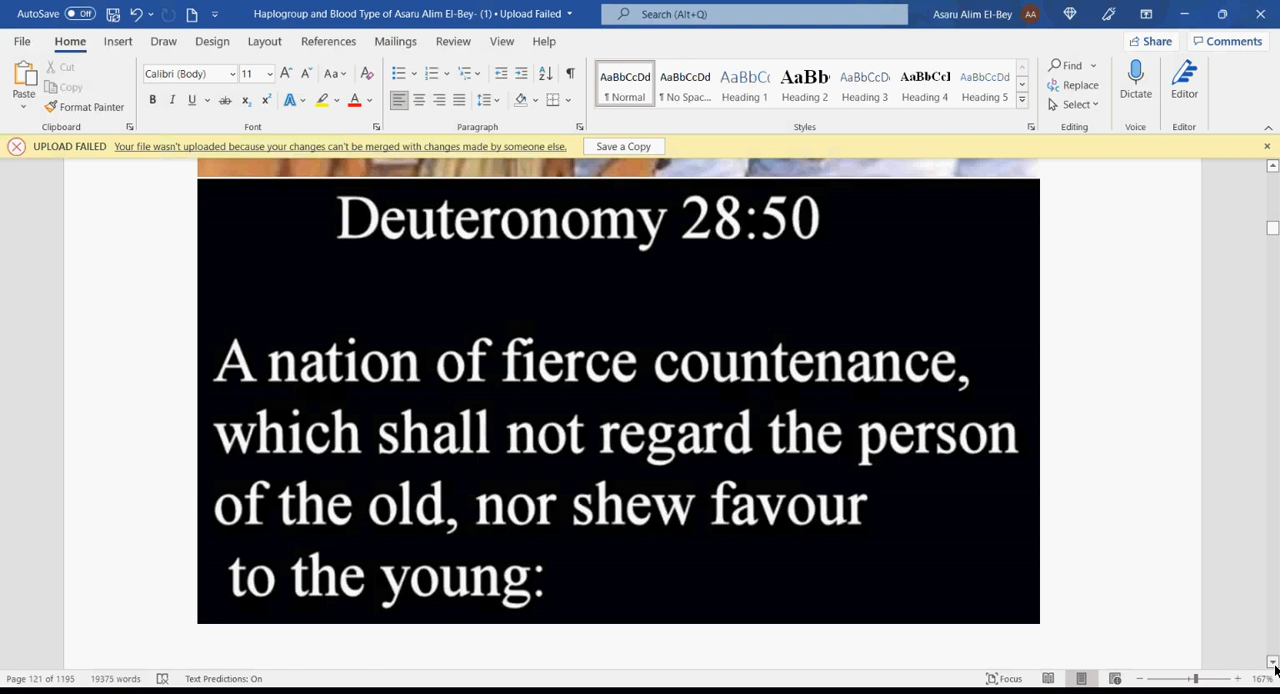 AutoSave Off Haplogroup and Blood Type of Asaru Alim El-Bey- (1) • Upload Failed Search (Alt+Q) Asaru Alim El-Bey AA
File Home Insert Draw Design Layout References Mailings Review View Help Share Comments
Paste Cut Copy Format Painter Clipboard
Calibri (Body) 11 Aa B I U ab x₂ x² A A Font
Paragraph
AaBbCcDd AaBbCcDd AaBbC AaBb AaBbCcD AaBbCcI AaBbCcDd
¶ Normal ¶ No Spac... Heading 1 Heading 2 Heading 3 Heading 4 Heading 5
Styles
Find Replace Select Editing
Dictate Voice
Editor Editor
UPLOAD FAILED Your file wasn't uploaded because your changes can't be merged with changes made by someone else. Save a Copy
Deuteronomy 28:50
A nation of fierce countenance,
which shall not regard the person
of the old, nor shew favour
to the young:
Page 121 of 1195 19375 words Text Predictions: On Focus 167%